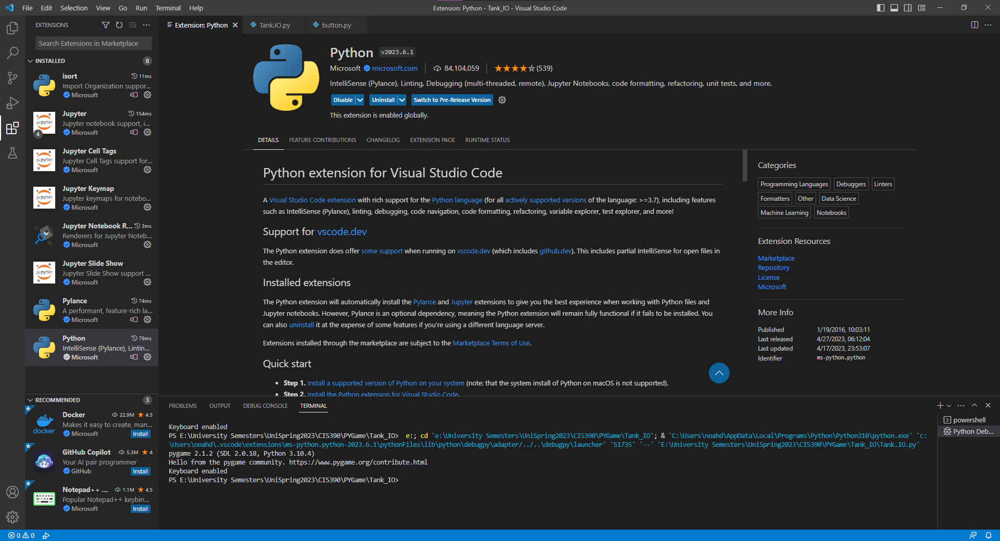 File Edit Selection View Go Run Terminal Help
Extension: Python - Tank_IO - Visual Studio Code
EXTENSIONS
Search Extensions in Marketplace
INSTALLED 8
isort 11ms
Import Organization suppor...
Microsoft
Jupyter 154ms
Jupyter notebook support, i...
Microsoft
4
Jupyter Cell Tags
Jupyter Cell Tags support for...
Microsoft
Jupyter Keymap
Jupyter keymaps for notebo...
Microsoft
Jupyter Notebook R... 3ms
Renderers for Jupyter Noteb...
Microsoft
Jupyter Slide Show
Jupyter Slide Show support ...
Microsoft
Pylance 74ms
A performant, feature-rich la...
Microsoft
Python 79ms
IntelliSense (Pylance), Lintin...
Microsoft
jupyter
jupyter
jupyter
jupyter
RECOMMENDED 3
Docker 22.9M 4.5
Makes it easy to create, man...
Microsoft Install
docker
GitHub Copilot 5.3M 4
Your AI pair programmer
GitHub Install
Notepad++ ... 1.1M 4.5
Popular Notepad++ keybin...
Microsoft Install
Extension: Python Tank.IO.py button.py
Python v2023.6.1
Microsoft microsoft.com 84,104,059 (539)
IntelliSense (Pylance), Linting, Debugging (multi-threaded, remote), Jupyter Notebooks, code formatting, refactoring, unit tests, and more.
Disable Uninstall Switch to Pre-Release Version
This extension is enabled globally.
DETAILS FEATURE CONTRIBUTIONS CHANGELOG EXTENSION PACK RUNTIME STATUS
Python extension for Visual Studio Code
A Visual Studio Code extension with rich support for the Python language (for all actively supported versions of the language: >=3.7), including features
such as IntelliSense (Pylance), linting, debugging, code navigation, code formatting, refactoring, variable explorer, test explorer, and more!
Support for vscode.dev
The Python extension does offer some support when running on vscode.dev (which includes github.dev). This includes partial IntelliSense for open files in
the editor.
Installed extensions
The Python extension will automatically install the Pylance and Jupyter extensions to give you the best experience when working with Python files and
Jupyter notebooks. However, Pylance is an optional dependency, meaning the Python extension will remain fully functional if it fails to be installed. You
can also uninstall it at the expense of some features if you're using a different language server.
Extensions installed through the marketplace are subject to the Marketplace Terms of Use.
Quick start
• Step 1. Install a supported version of Python on your system (note: that the system install of Python on macOS is not supported).
• Step 2. Install the Python extension for Visual Studio Code.
Categories
Programming Languages Debuggers Linters
Formatters Other Data Science
Machine Learning Notebooks
Extension Resources
Marketplace
Repository
License
Microsoft
More Info
Published 1/19/2016, 10:03:11
Last released 4/27/2023, 06:12:04
Last updated 4/17/2023, 23:53:07
Identifier ms-python.python
PROBLEMS OUTPUT DEBUG CONSOLE TERMINAL
Keyboard enabled
PS E:\University Semesters\UniSpring2023\CIS390\PYGame\Tank_IO> e:; cd 'e:\University Semesters\UniSpring2023\CIS390\PYGame\Tank_IO'; & 'C:\Users\noahd\AppData\Local\Programs\Python\Python310\python.exe' 'c:
\Users\noahd\.vscode\extensions\ms-python.python-2023.6.1\pythonFiles\lib\python\debugpy\adapter/../..\debugpy\launcher' '51735' '--' 'E:\University Semesters\UniSpring2023\CIS390\PYGame\Tank_IO\Tank.IO.py'
pygame 2.1.2 (SDL 2.0.18, Python 3.10.4)
Hello from the pygame community. https://www.pygame.org/contribute.html
Keyboard enabled
PS E:\University Semesters\UniSpring2023\CIS390\PYGame\Tank_IO>
powershell
Python Deb...
0 0